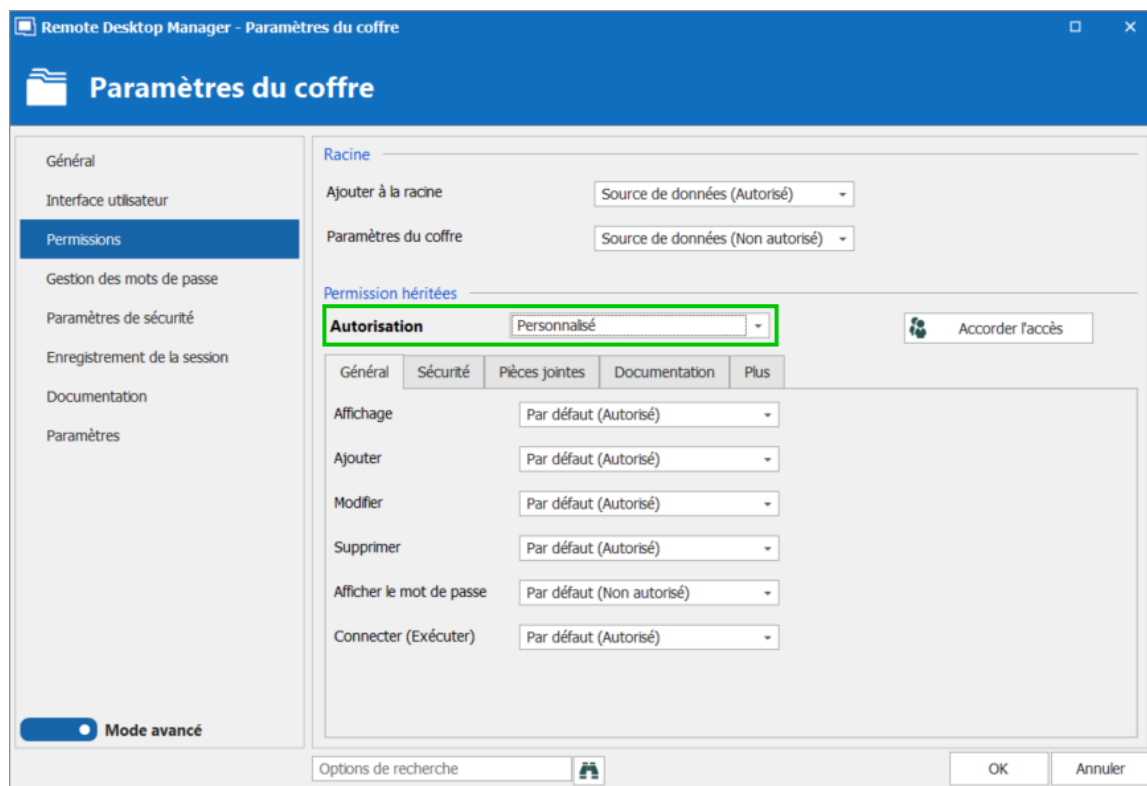 Remote Desktop Manager - Paramètres du coffre
Paramètres du coffre
Général
Interface utilisateur
Permissions
Gestion des mots de passe
Paramètres de sécurité
Enregistrement de la session
Documentation
Paramètres
Mode avancé
Racine
Ajouter à la racine Source de données (Autorisé)
Paramètres du coffre Source de données (Non autorisé)
Permission héritées
Autorisation Personnalisé Accorder l'accès
Général Sécurité Pièces jointes Documentation Plus
Affichage Par défaut (Autorisé)
Ajouter Par défaut (Autorisé)
Modifier Par défaut (Autorisé)
Supprimer Par défaut (Autorisé)
Afficher le mot de passe Par défaut (Non autorisé)
Connecter (Exécuter) Par défaut (Autorisé)
Options de recherche OK Annuler